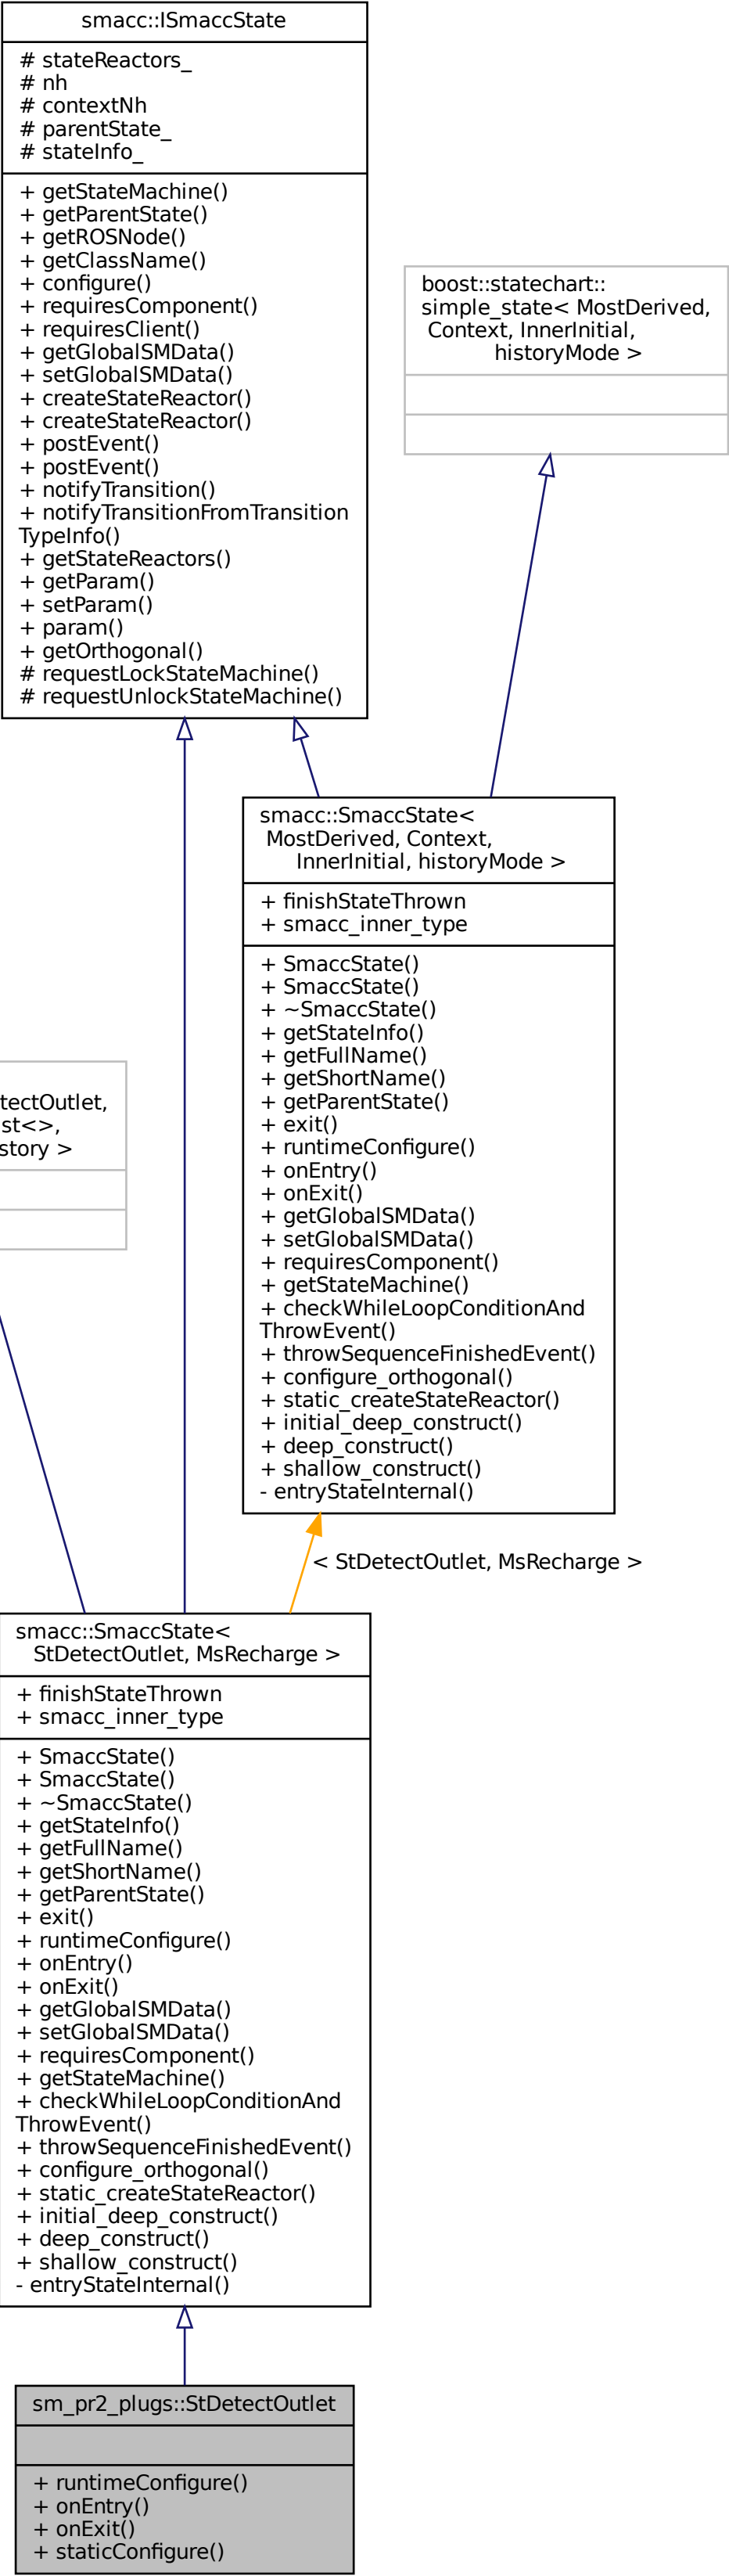 smacc::ISmaccState
# stateReactors_
# nh
# contextNh
# parentState_
# stateInfo_
+ getStateMachine()
+ getParentState()
+ getROSNode()
+ getClassName()
+ configure()
+ requiresComponent()
+ requiresClient()
+ getGlobalSMData()
+ setGlobalSMData()
+ createStateReactor()
+ createStateReactor()
+ postEvent()
+ postEvent()
+ notifyTransition()
+ notifyTransitionFromTransition
TypeInfo()
+ getStateReactors()
+ getParam()
+ setParam()
+ param()
+ getOrthogonal()
# requestLockStateMachine()
# requestUnlockStateMachine()
boost::statechart::
simple_state< MostDerived,
Context, InnerInitial,
historyMode >
smacc::SmaccState<
MostDerived, Context,
InnerInitial, historyMode >
+ finishStateThrown
+ smacc_inner_type
+ SmaccState()
+ SmaccState()
+ ~SmaccState()
+ getStateInfo()
+ getFullName()
+ getShortName()
+ getParentState()
+ exit()
+ runtimeConfigure()
+ onEntry()
+ onExit()
+ getGlobalSMData()
+ setGlobalSMData()
+ requiresComponent()
+ getStateMachine()
+ checkWhileLoopConditionAnd
ThrowEvent()
+ throwSequenceFinishedEvent()
+ configure_orthogonal()
+ static_createStateReactor()
+ initial_deep_construct()
+ deep_construct()
+ shallow_construct()
- entryStateInternal()
tectOutlet,
st<>,
story >
< StDetectOutlet, MsRecharge >
smacc::SmaccState<
StDetectOutlet, MsRecharge >
+ finishStateThrown
+ smacc_inner_type
+ SmaccState()
+ SmaccState()
+ ~SmaccState()
+ getStateInfo()
+ getFullName()
+ getShortName()
+ getParentState()
+ exit()
+ runtimeConfigure()
+ onEntry()
+ onExit()
+ getGlobalSMData()
+ setGlobalSMData()
+ requiresComponent()
+ getStateMachine()
+ checkWhileLoopConditionAnd
ThrowEvent()
+ throwSequenceFinishedEvent()
+ configure_orthogonal()
+ static_createStateReactor()
+ initial_deep_construct()
+ deep_construct()
+ shallow_construct()
- entryStateInternal()
sm_pr2_plugs::StDetectOutlet
+ runtimeConfigure()
+ onEntry()
+ onExit()
+ staticConfigure()